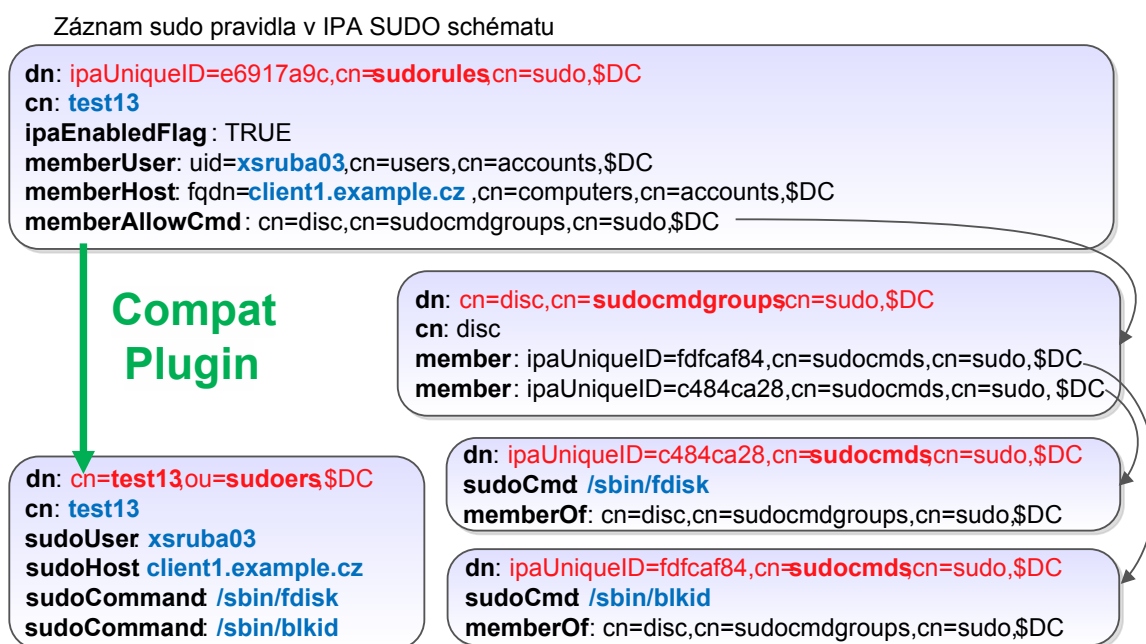 Záznam sudo pravidla v IPA SUDO schématu
dn: ipaUniqueID=e6917a9c,cn=sudorules,cn=sudo,$DC
cn: test13
ipaEnabledFlag : TRUE
memberUser: uid=xsruba03,cn=users,cn=accounts,$DC
memberHost: fqdn=client1.example.cz ,cn=computers,cn=accounts,$DC
memberAllowCmd : cn=disc,cn=sudocmdgroups,cn=sudo,$DC
Compat
Plugin
dn: cn=disc,cn=sudocmdgroups,cn=sudo,$DC
cn: disc
member: ipaUniqueID=fdfcaf84,cn=sudocmds,cn=sudo,$DC
member: ipaUniqueID=c484ca28,cn=sudocmds,cn=sudo, $DC
dn: cn=test13,ou=sudoers,$DC
cn: test13
sudoUser: xsruba03
sudoHost: client1.example.cz
sudoCommand: /sbin/fdisk
sudoCommand: /sbin/blkid
dn: ipaUniqueID=c484ca28,cn=sudocmds,cn=sudo,$DC
sudoCmd: /sbin/fdisk
memberOf: cn=disc,cn=sudocmdgroups,cn=sudo,$DC
dn: ipaUniqueID=fdfcaf84,cn=sudocmds,cn=sudo,$DC
sudoCmd: /sbin/blkid
memberOf: cn=disc,cn=sudocmdgroups,cn=sudo,$DC